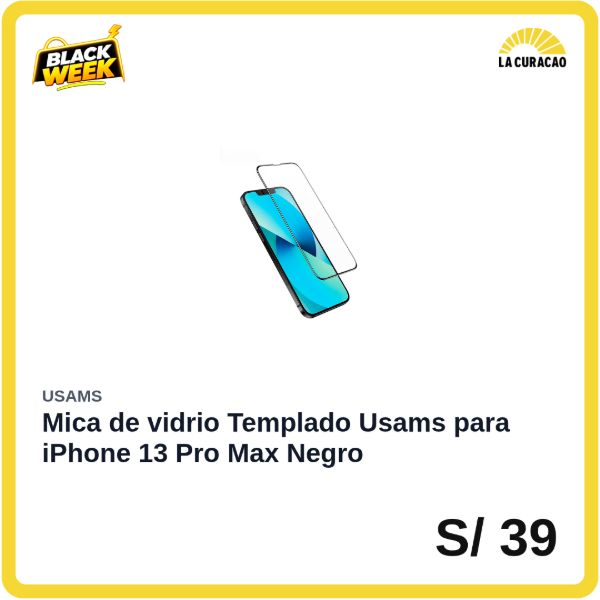 BLACK
WEEK
LA CURACAO
USAMS
Mica de vidrio Templado Usams para
iPhone 13 Pro Max Negro
S/ 39